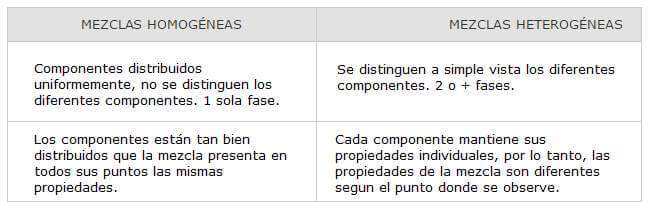 MEZCLAS HOMOGÉNEAS
MEZCLAS HETEROGÉNEAS
Componentes distribuidos
uniformemente, no se distinguen los
diferentes componentes. 1 sola fase.
Se distinguen a simple vista los diferentes
componentes. 2 o + fases.
Los componentes están tan bien
distribuidos que la mezcla presenta en
todos sus puntos las mismas
propiedades.
Cada componente mantiene sus
propiedades individuales, por lo tanto, las
propiedades de la mezcla son diferentes
segun el punto donde se observe.